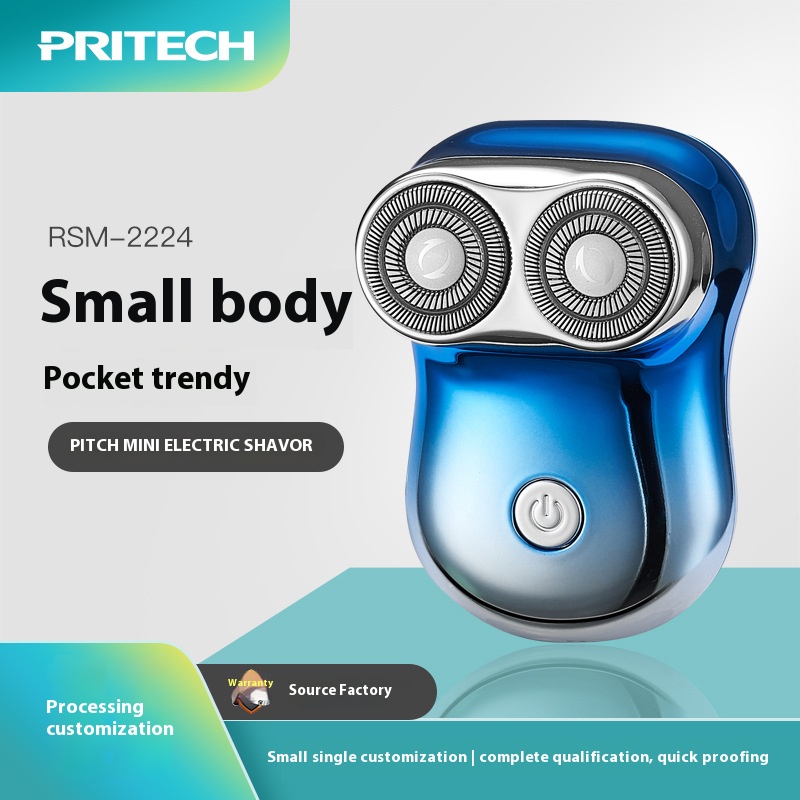 PRITECH
RSM-2224
Small body
Pocket trendy
PITCH MINI ELECTRIC SHAVOR
Warranty
Source Factory
Processing
customization
Small single customization | complete qualification, quick proofing